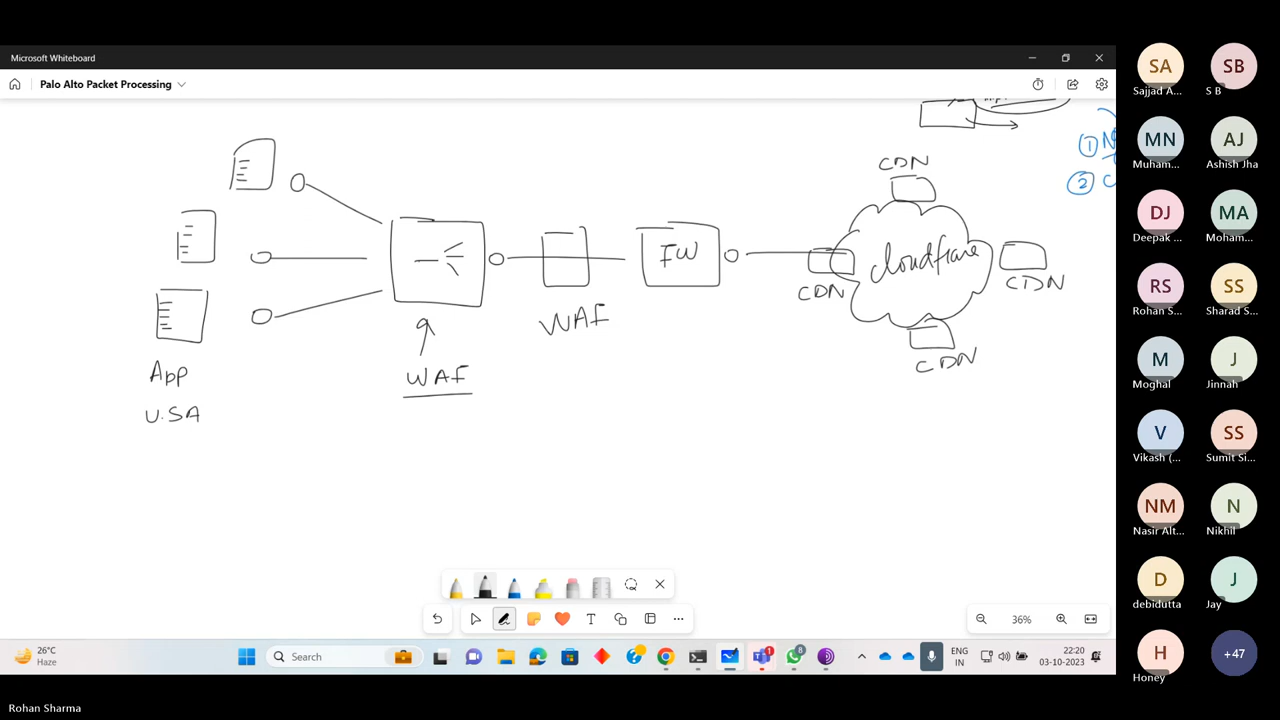 Microsoft Whiteboard
Palo Alto Packet Processing
SA
Sajjad A...
SB
S B
MN
Muham...
AJ
Ashish Jha
DJ
Deepak ...
MA
Moham...
RS
Rohan S...
SS
Sharad S...
M
Moghal
J
Jinnah
V
Vikash (...
SS
Sumit Si...
NM
Nasir Alt...
N
Nikhil
D
debidutta
J
Jay
H
Honey
+47
① N
② C
CDN
FW
cloudflare
CDN
CDN
CDN
WAF
WAF
App
U.SA
36%
26°C
Haze
Search
ENG
IN
22:20
03-10-2023
Rohan Sharma